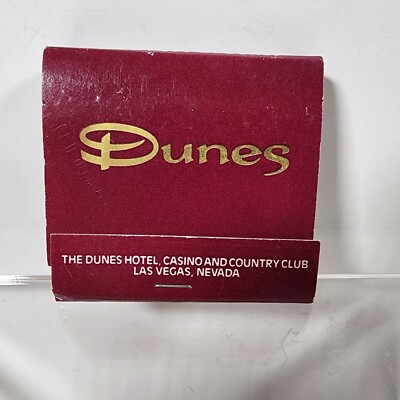 Dunes
THE DUNES HOTEL, CASINO AND COUNTRY CLUB
LAS VEGAS, NEVADA